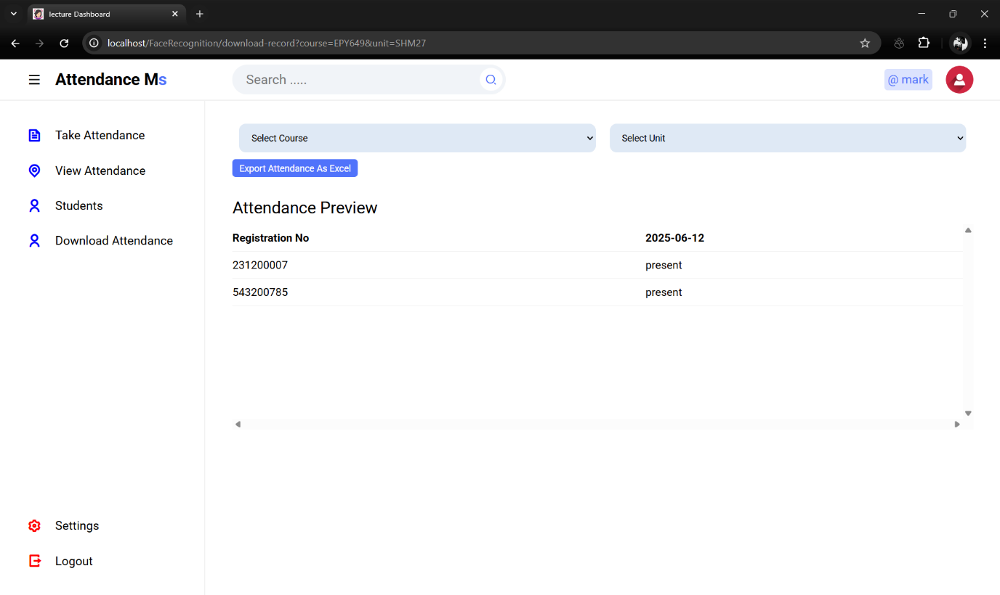 lecture Dashboard
localhost/FaceRecognition/download-record?course=EPY649&unit=SHM27
Attendance Ms
Search .....
@ mark
Take Attendance
View Attendance
Students
Download Attendance
Select Course
Select Unit
Export Attendance As Excel
Attendance Preview
Registration No 2025-06-12
231200007 present
543200785 present
Settings
Logout